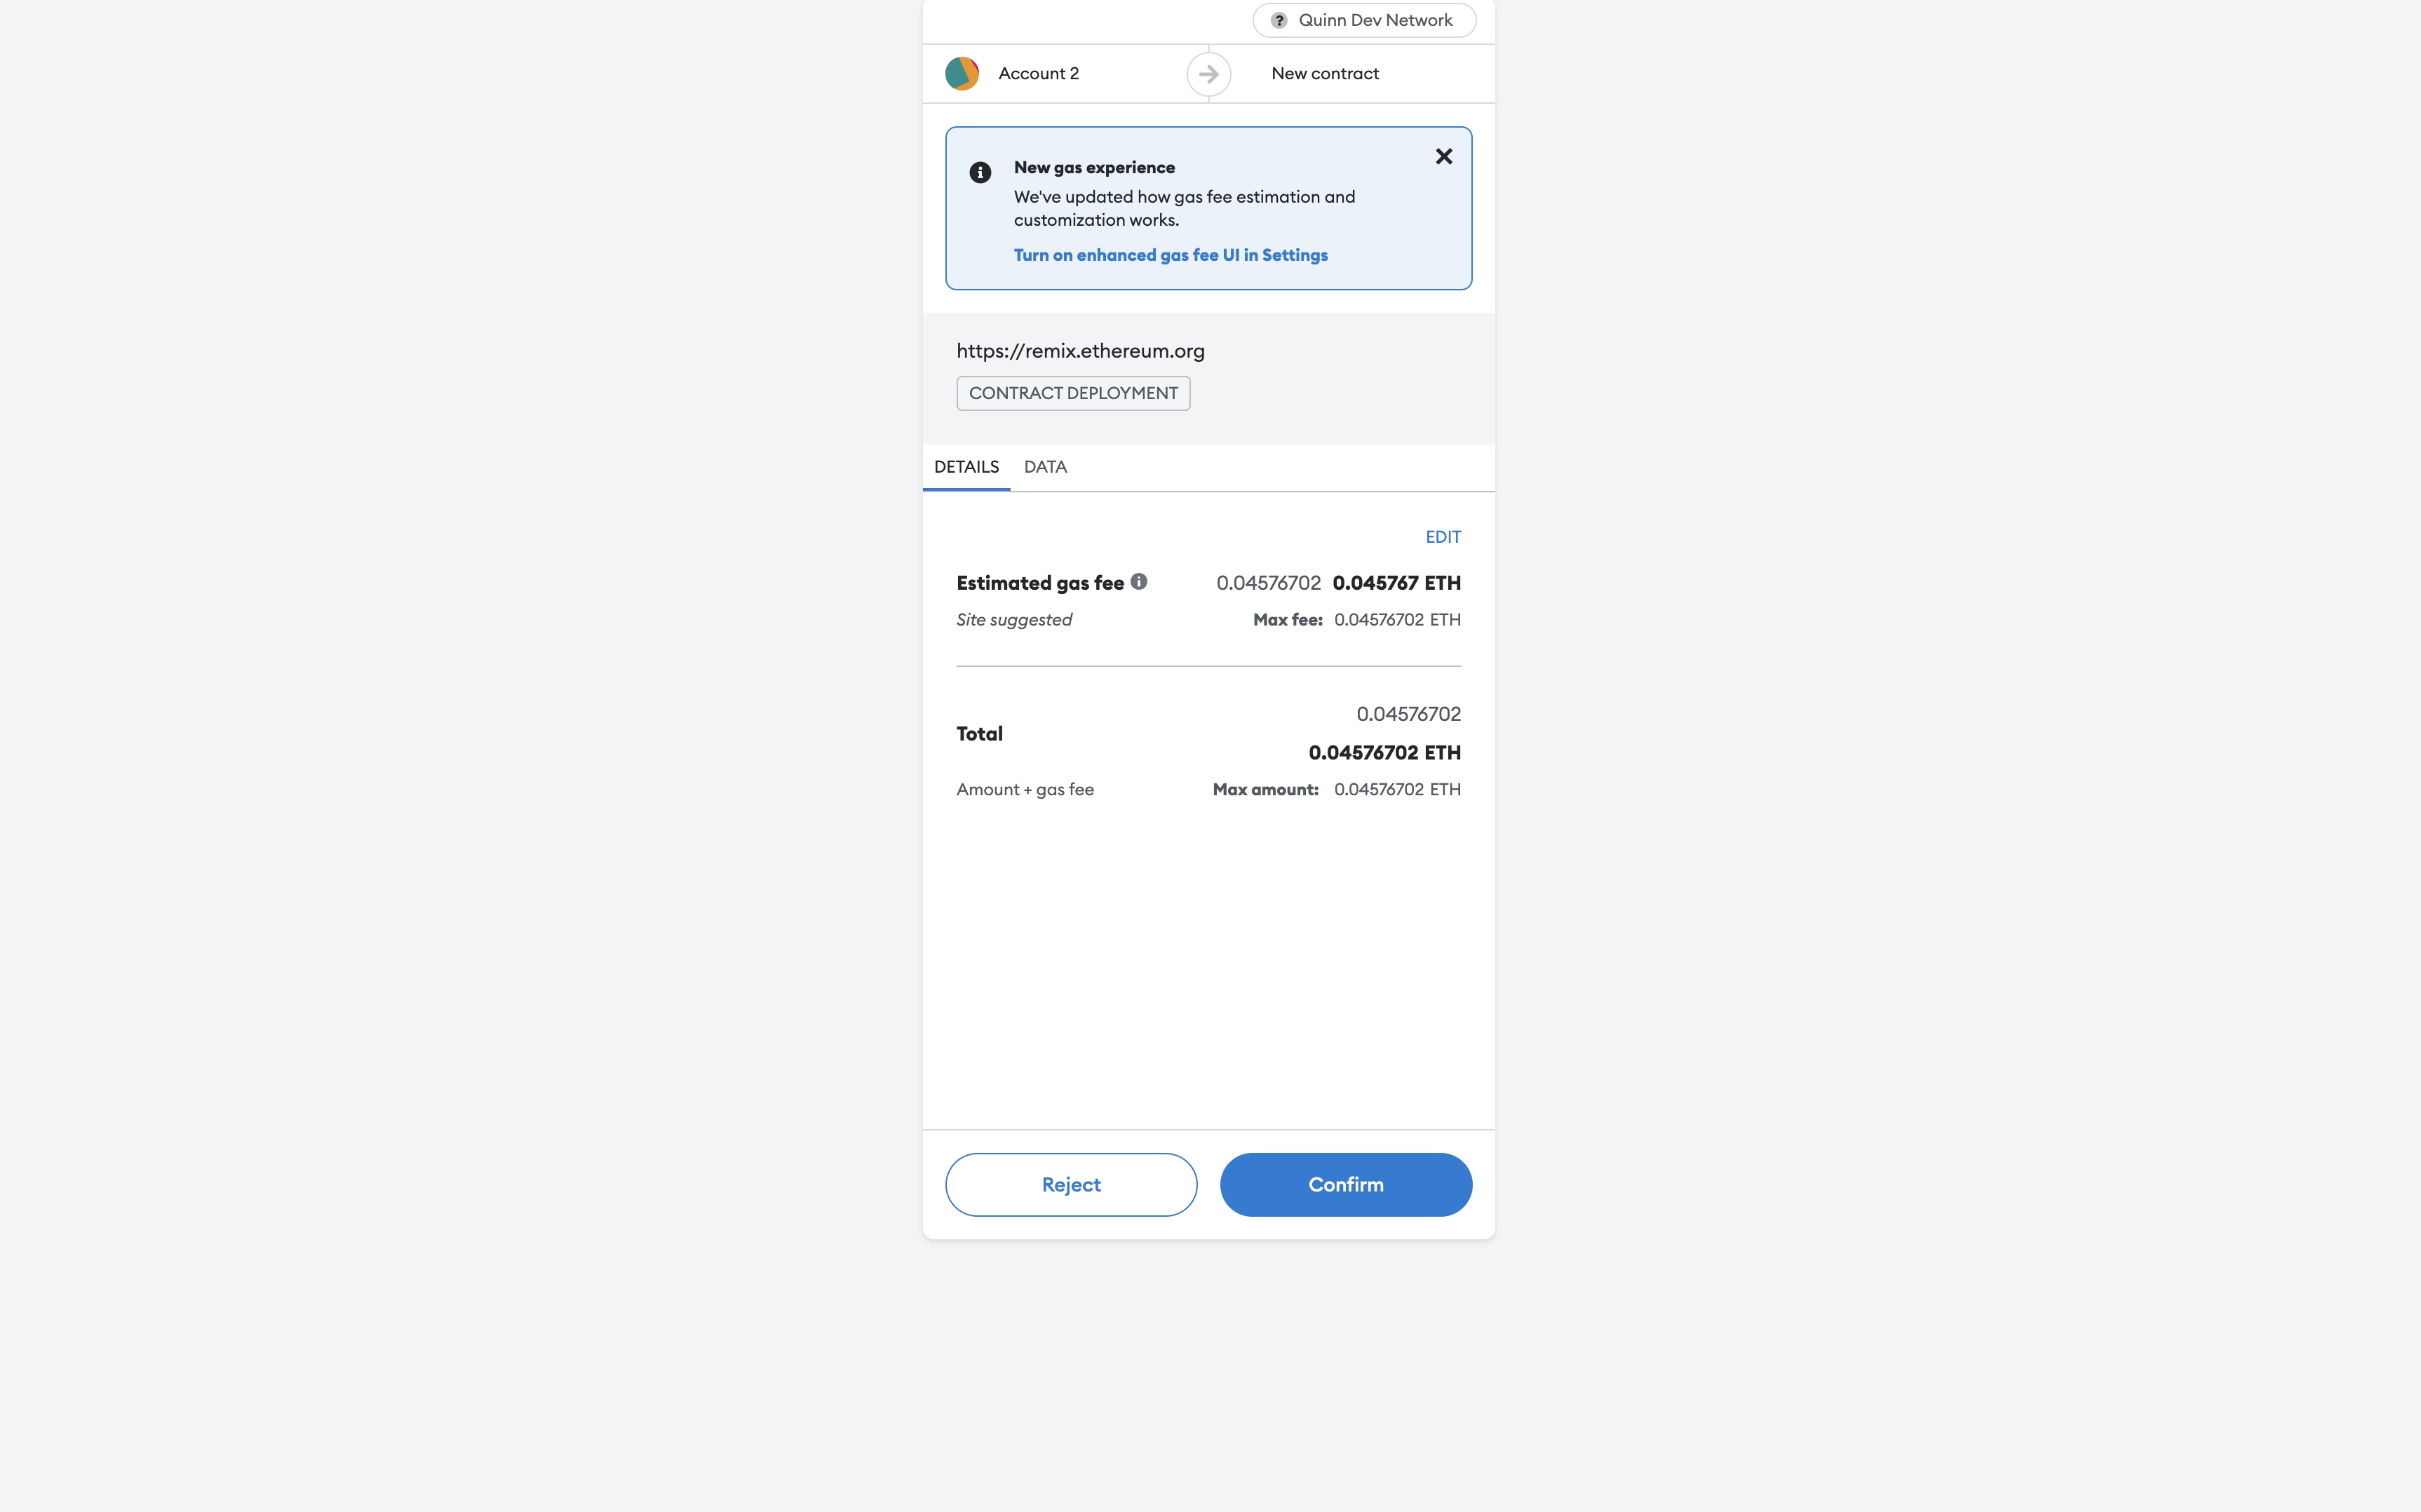 Quinn Dev Network
Account 2
New contract
New gas experience
We've updated how gas fee estimation and
customization works.
Turn on enhanced gas fee UI in Settings
https://remix.ethereum.org
CONTRACT DEPLOYMENT
DETAILS DATA
EDIT
Estimated gas fee 0.04576702 0.045767 ETH
Site suggested Max fee: 0.04576702 ETH
0.04576702
Total
0.04576702 ETH
Amount + gas fee Max amount: 0.04576702 ETH
Reject Confirm